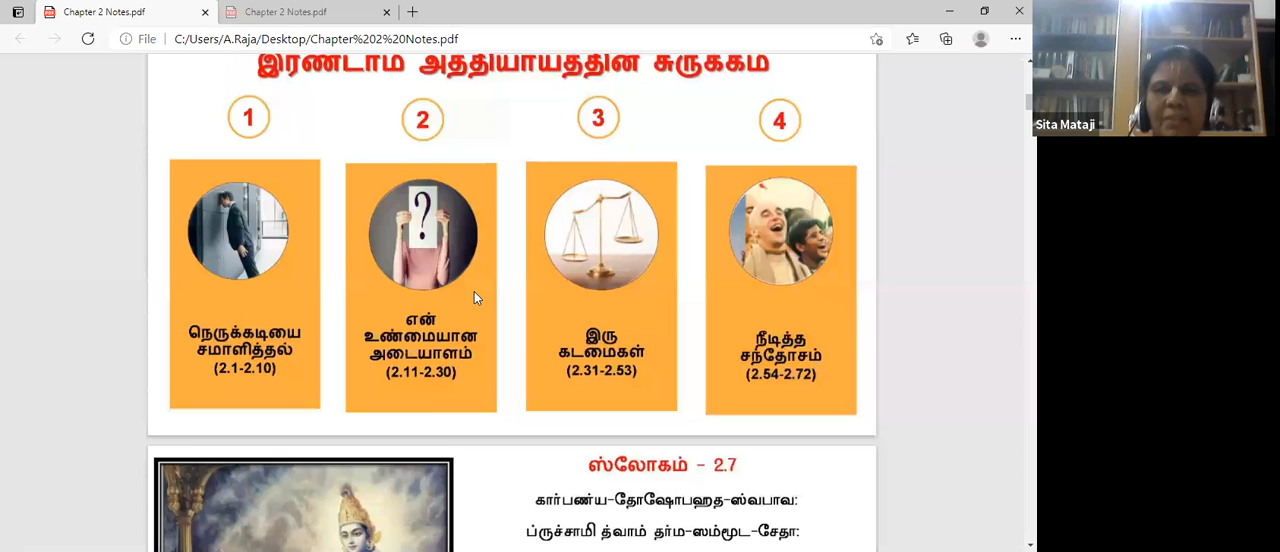 Chapter 2 Notes.pdf
Chapter 2 Notes.pdf
File
C:/Users/A.Raja/Desktop/Chapter%202%20Notes.pdf
Sita Mataji
இரண்டாம் அத்தியாயத்தின் சுருக்கம்
1
2
3
4
நெருக்கடியை
சமாளித்தல்
(2.1-2.10)
?
என்
உண்மையான
அடையாளம்
(2.11-2.30)
இரு
கடமைகள்
(2.31-2.53)
நீடித்த
சந்தோசம்
(2.54-2.72)
ஸ்லோகம் - 2.7
கார்பண்ய-தோஷோபஹத-ஸ்வபாவ:
ப்ருச்சாமி த்வாம் தர்ம-ஸம்மூட-சேதா: